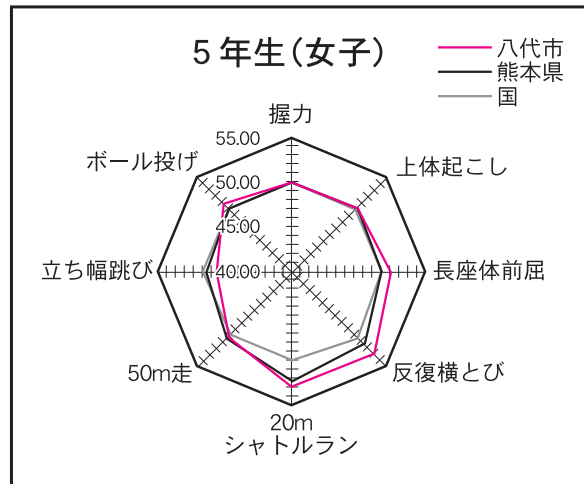 5年生(女子)
八代市
熊本県
国
握力
55.00
50.00
45.00
40.00
ボール投げ
上体起こし
立ち幅跳び
長座体前屈
50m走
反復横とび
20m
シャトルラン